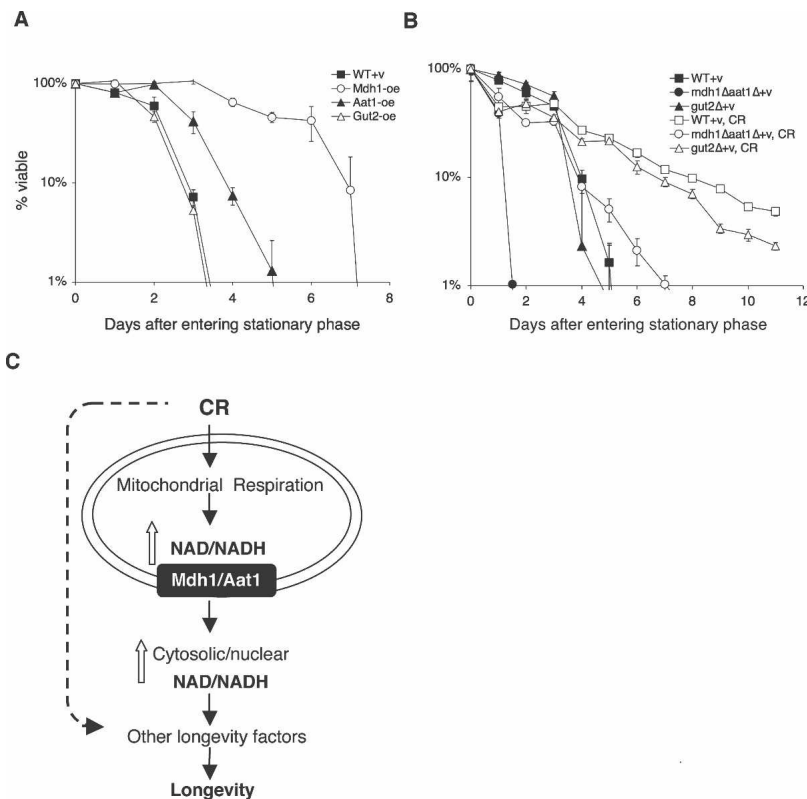 A
100%
10%
1%
% viable
0
2
4
6
8
Days after entering stationary phase
WT+v
Mdh1-oe
Aat1-oe
Gut2-oe
B
100%
10%
1%
0
2
4
6
8
10
12
Days after entering stationary phase
WT+v
mdh1Δaat1Δ+v
gut2Δ+v
WT+v, CR
mdh1Δaat1Δ+v, CR
gut2Δ+v, CR
C
CR
Mitochondrial Respiration
NAD/NADH
Mdh1/Aat1
Cytosolic/nuclear
NAD/NADH
Other longevity factors
Longevity